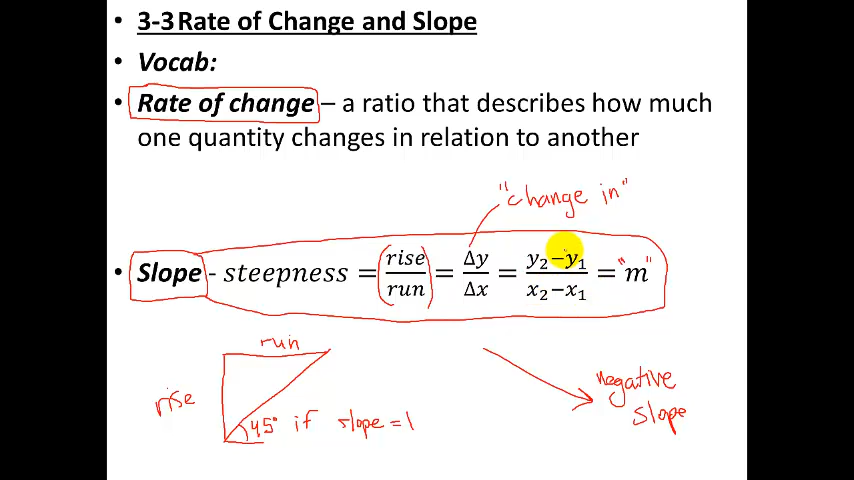 • 3-3 Rate of Change and Slope
• Vocab:
• Rate of change – a ratio that describes how much
one quantity changes in relation to another
"change in"
• Slope - steepness = rise/run = Δy/Δx = y₂−y₁/x₂−x₁ = "m"
run
rise
45° if slope = 1
negative
slope